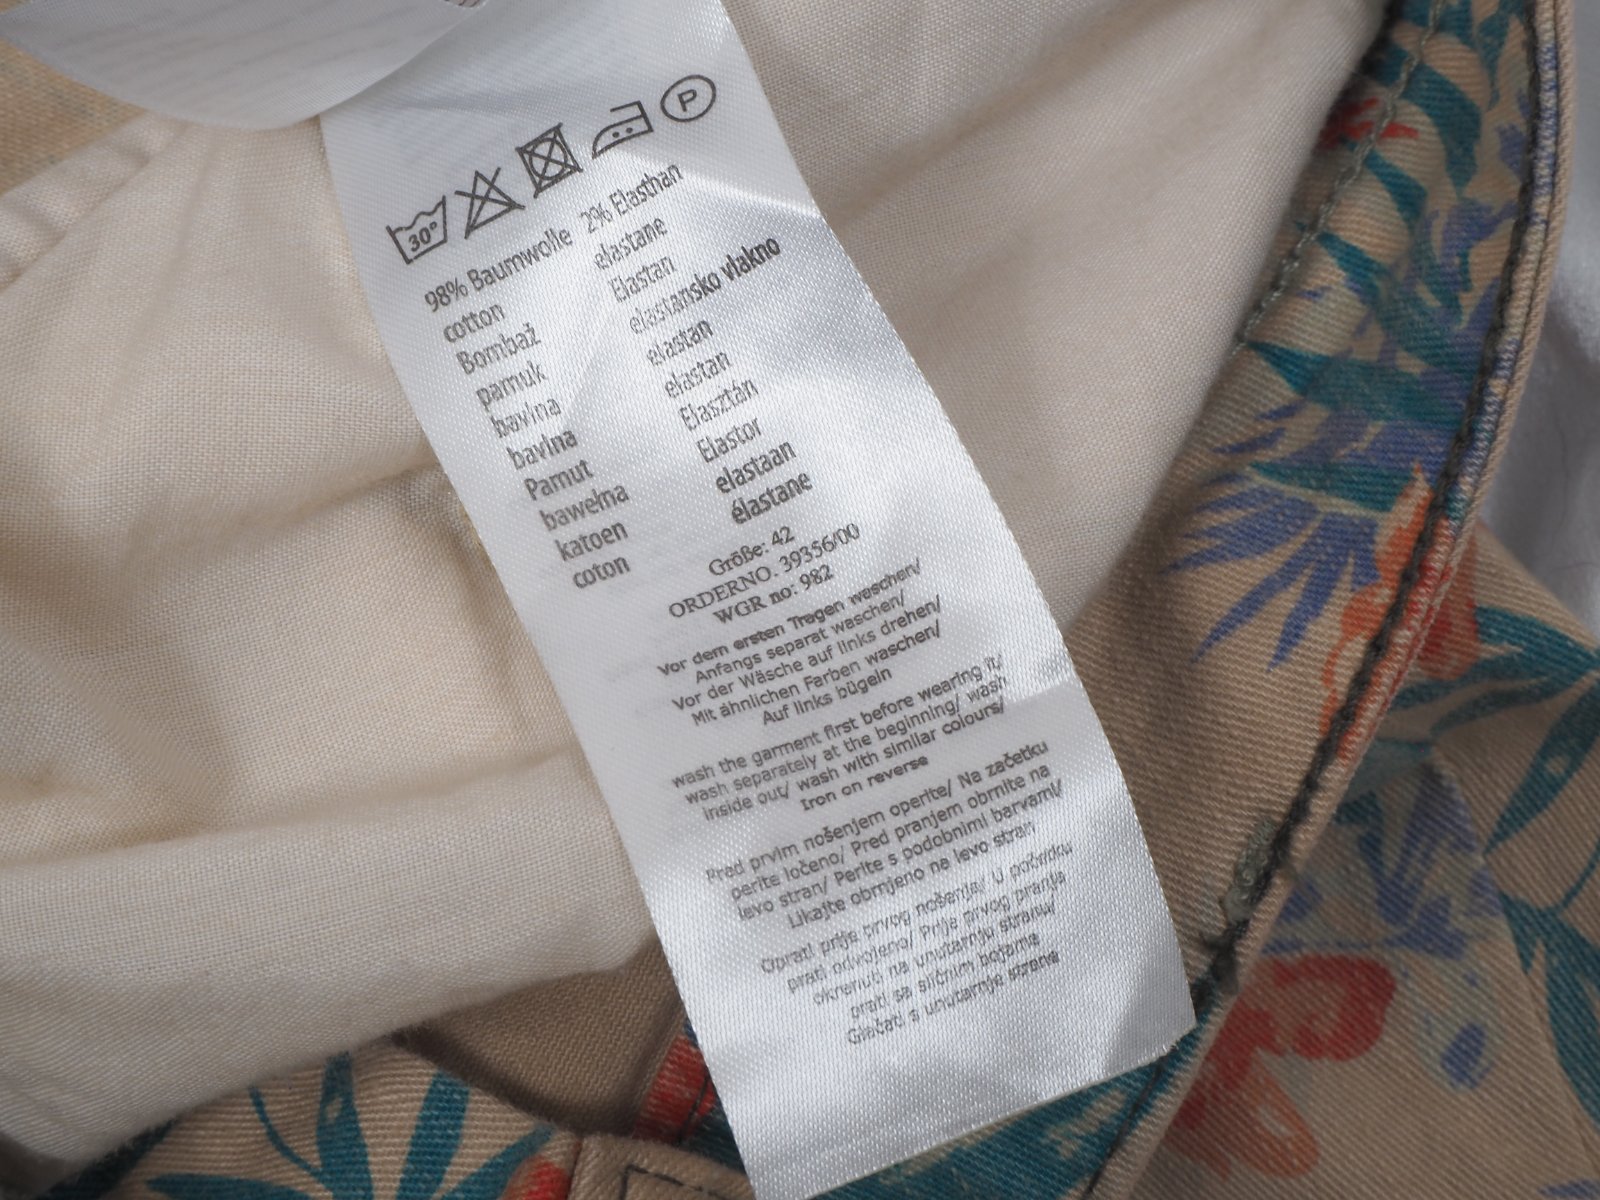 30°
P
98% Baumwolle 2% Elasthan
cotton elastane
Bombaž Elastan
pamuk elastansko vlakno
bavlna elastan
bavlna elastan
Pamut Elasztán
bawełna Elastor
katoen elastaan
coton élastane
Größe: 42
ORDERNO. 39356/00
WGR no: 982
Vor dem ersten Tragen waschen/
Anfangs separat waschen/
Vor der Wäsche auf links drehen/
Mit ähnlichen Farben waschen/
Auf links bügeln
wash the garment first before wearing it/
wash separately at the beginning/ wash
inside out/ wash with similar colours/
Iron on reverse
Pred prvim nošenjem operite/ Na začetku
perite ločeno/ Pred pranjem obrnite na
levo stran/ Perite s podobnimi barvami/
Likajte obrnjeno na levo stran
Oprati prije prvog nošenja/ U početku
prati odvojeno/ Prije prvog pranja
okrenuti na unutarnju stranu/
prati sa sličnim bojama
Glačati s unutarnje strane